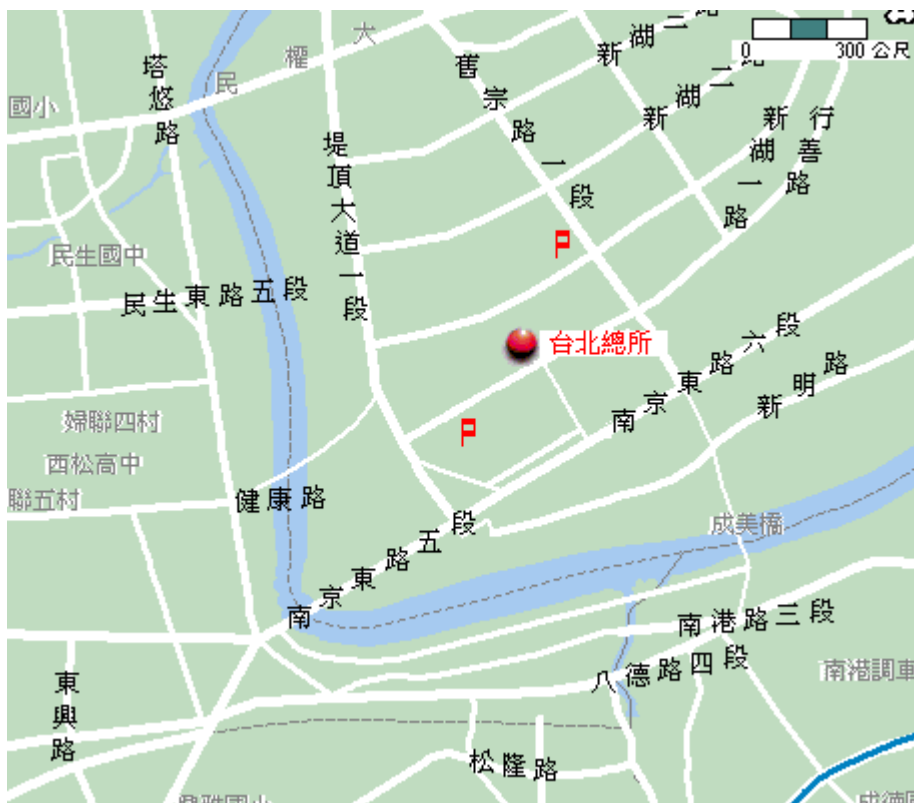 0 300 公尺
民權大
塔悠路
國小
舊宗路一段
新湖三路
新湖二路
新湖一路
行善路
堤頂大道一段
民生國中
民生東路五段
P
台北總所
P
南京東路六段
新明路
婦聯四村
西松高中
聯五村
健康路
南京東路五段
成美橋
南港路三段
八德路四段
南港調車
東興路
松隆路